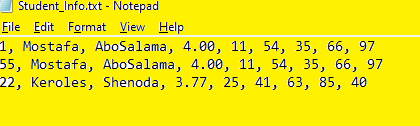 Student_Info.txt - Notepad
File Edit Format View Help
1, Mostafa, AboSalama, 4.00, 11, 54, 35, 66, 97
55, Mostafa, AboSalama, 4.00, 11, 54, 35, 66, 97
22, Keroles, Shenoda, 3.77, 25, 41, 63, 85, 40